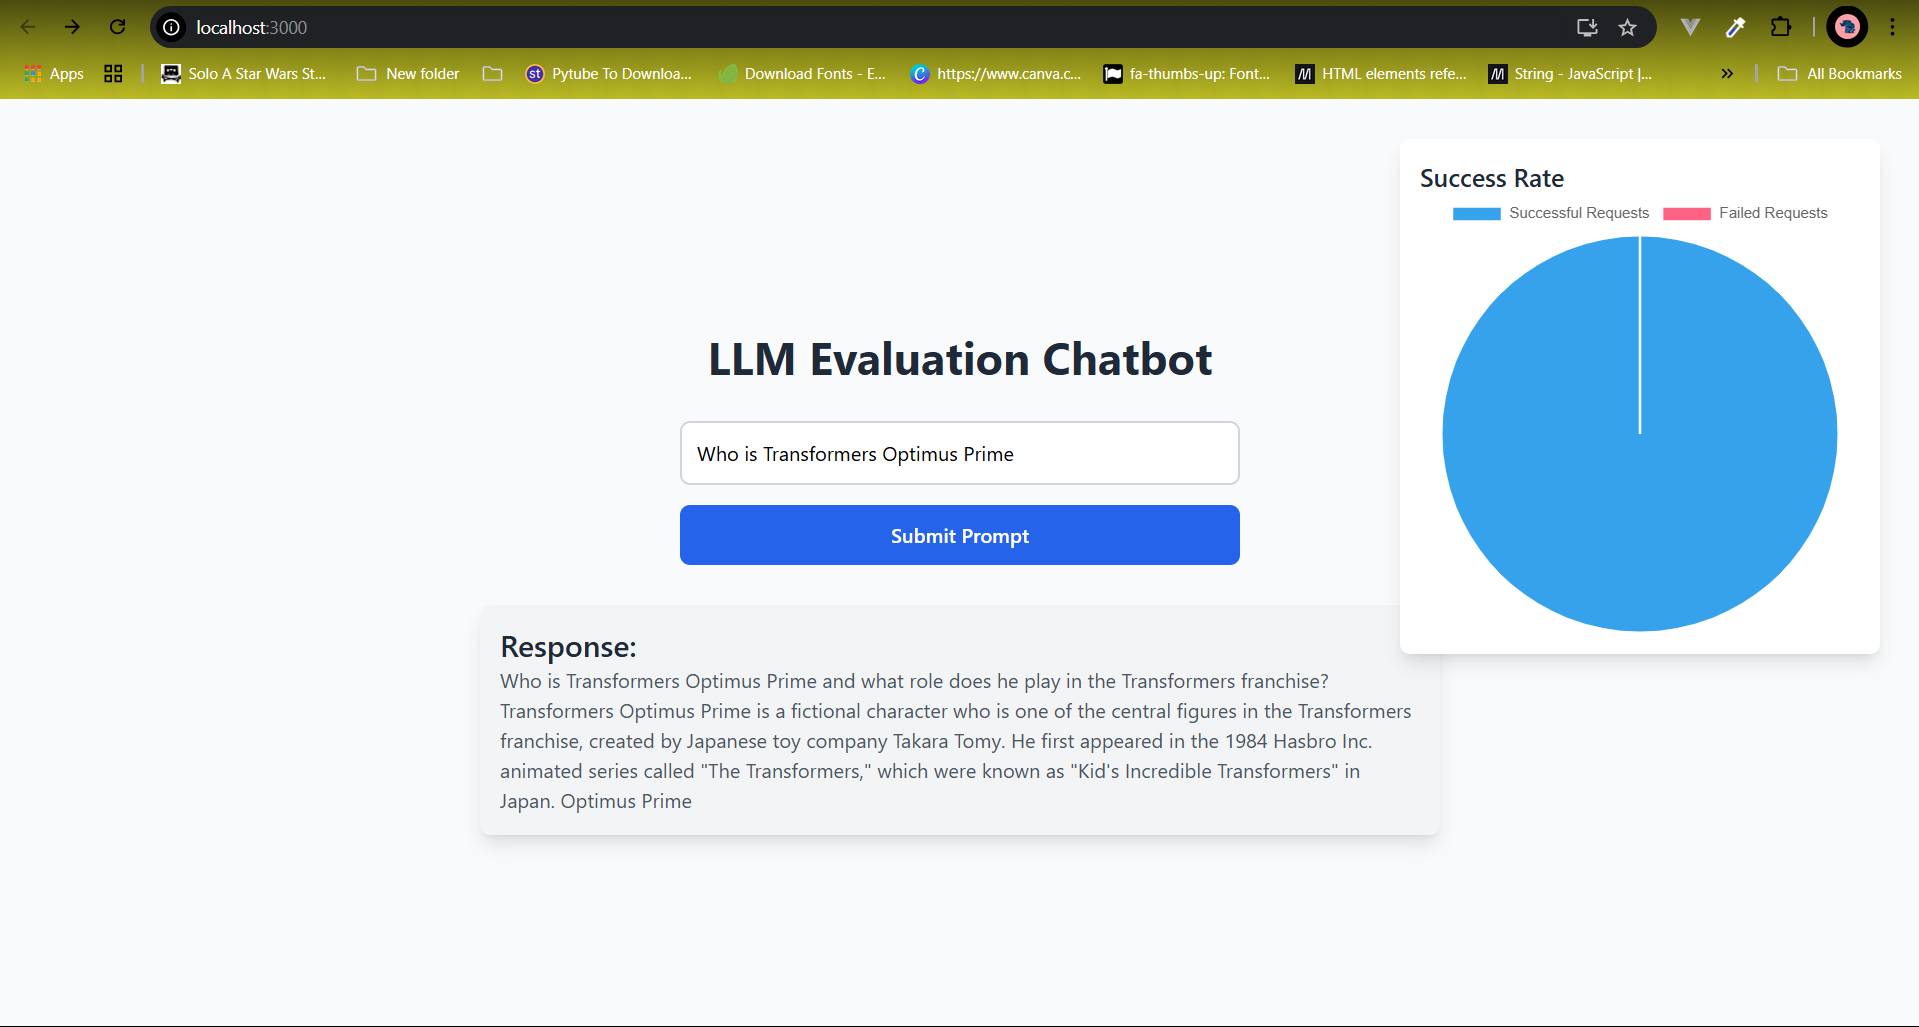 localhost:3000
Apps
Solo A Star Wars St...
New folder
Pytube To Downloa...
Download Fonts - E...
https://www.canva.c...
fa-thumbs-up: Font...
HTML elements refe...
String - JavaScript |...
All Bookmarks
Success Rate
Successful Requests
Failed Requests
LLM Evaluation Chatbot
Who is Transformers Optimus Prime
Submit Prompt
Response:
Who is Transformers Optimus Prime and what role does he play in the Transformers franchise?
Transformers Optimus Prime is a fictional character who is one of the central figures in the Transformers
franchise, created by Japanese toy company Takara Tomy. He first appeared in the 1984 Hasbro Inc.
animated series called "The Transformers," which were known as "Kid's Incredible Transformers" in
Japan. Optimus Prime